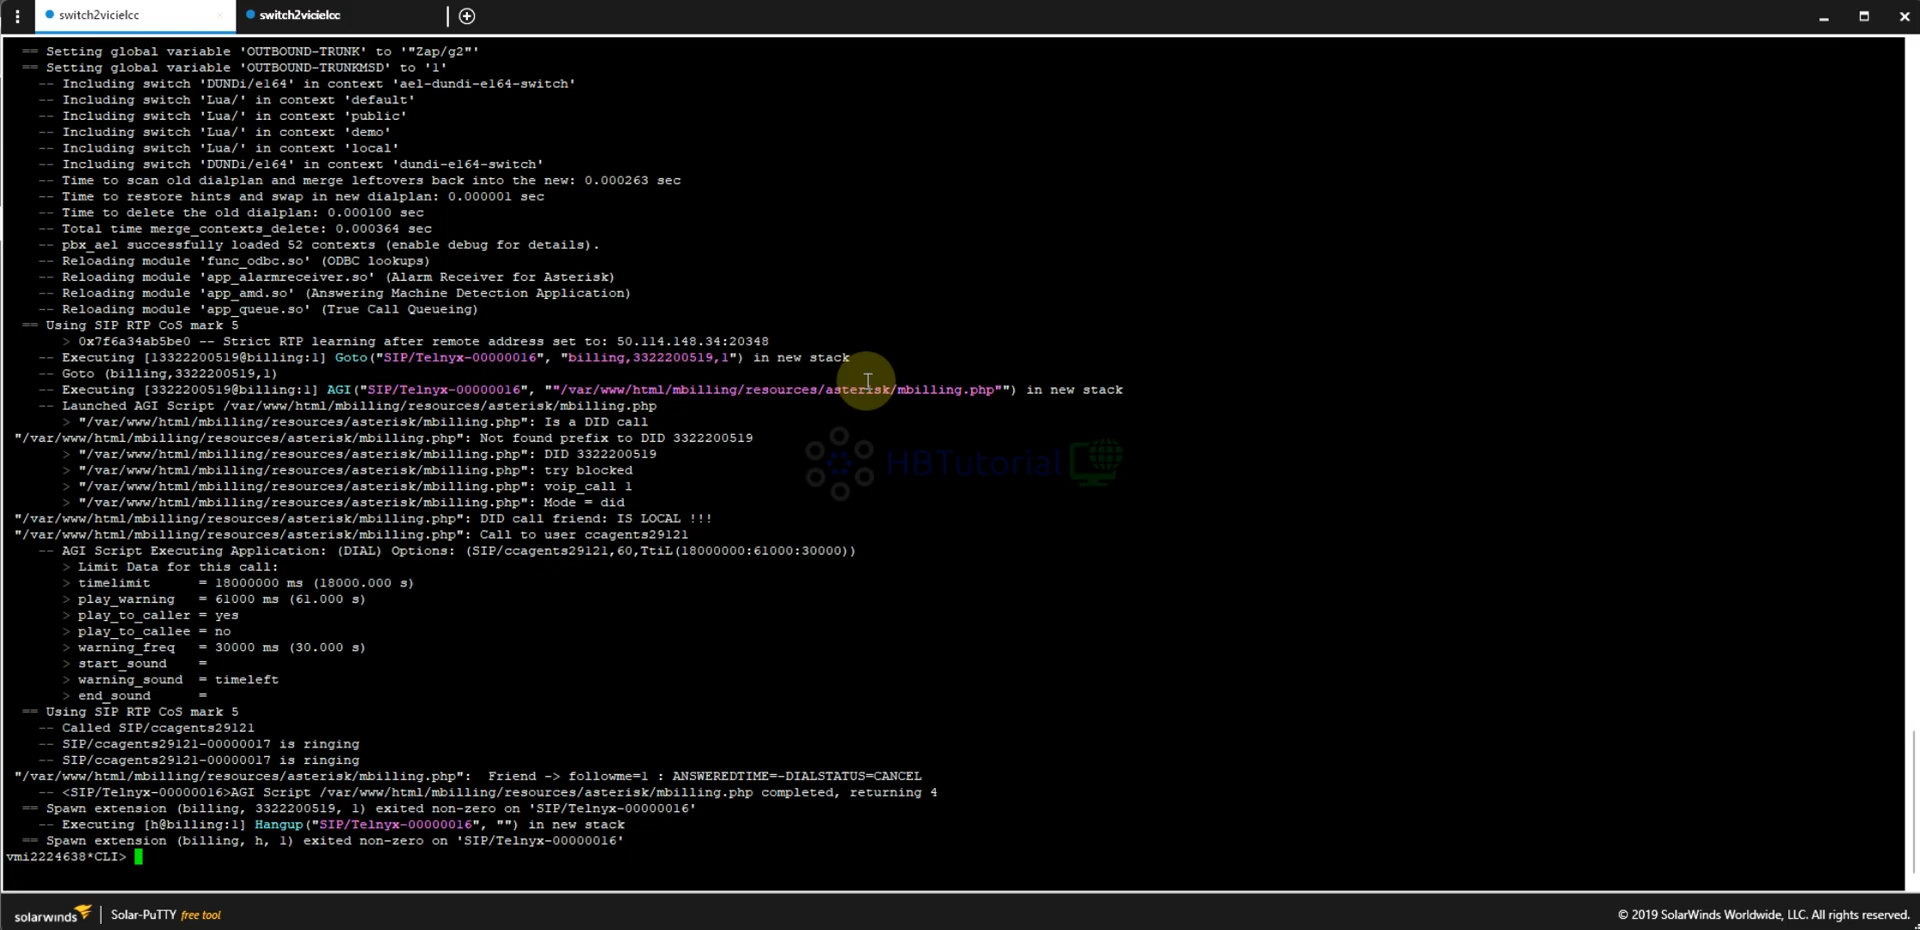 switch2vicielcc
switch2vicielcc
== Setting global variable 'OUTBOUND-TRUNK' to '"Zap/g2"'
== Setting global variable 'OUTBOUND-TRUNKMSD' to '1'
-- Including switch 'DUNDi/e164' in context 'ael-dundi-e164-switch'
-- Including switch 'Lua/' in context 'default'
-- Including switch 'Lua/' in context 'public'
-- Including switch 'Lua/' in context 'demo'
-- Including switch 'Lua/' in context 'local'
-- Including switch 'DUNDi/e164' in context 'dundi-e164-switch'
-- Time to scan old dialplan and merge leftovers back into the new: 0.000263 sec
-- Time to restore hints and swap in new dialplan: 0.000001 sec
-- Time to delete the old dialplan: 0.000100 sec
-- Total time merge_contexts_delete: 0.000364 sec
-- pbx_ael successfully loaded 52 contexts (enable debug for details).
-- Reloading module 'func_odbc.so' (ODBC lookups)
-- Reloading module 'app_alarmreceiver.so' (Alarm Receiver for Asterisk)
-- Reloading module 'app_amd.so' (Answering Machine Detection Application)
-- Reloading module 'app_queue.so' (True Call Queueing)
== Using SIP RTP CoS mark 5
> 0x7f6a34ab5be0 -- Strict RTP learning after remote address set to: 50.114.148.34:20348
-- Executing [13322200519@billing:1] Goto("SIP/Telnyx-00000016", "billing,3322200519,1") in new stack
-- Goto (billing,3322200519,1)
-- Executing [3322200519@billing:1] AGI("SIP/Telnyx-00000016", ""/var/www/html/mbilling/resources/asterisk/mbilling.php"") in new stack
-- Launched AGI Script /var/www/html/mbilling/resources/asterisk/mbilling.php
> "/var/www/html/mbilling/resources/asterisk/mbilling.php": Is a DID call
"/var/www/html/mbilling/resources/asterisk/mbilling.php": Not found prefix to DID 3322200519
> "/var/www/html/mbilling/resources/asterisk/mbilling.php": DID 3322200519
> "/var/www/html/mbilling/resources/asterisk/mbilling.php": try blocked
> "/var/www/html/mbilling/resources/asterisk/mbilling.php": voip_call 1
> "/var/www/html/mbilling/resources/asterisk/mbilling.php": Mode = did
"/var/www/html/mbilling/resources/asterisk/mbilling.php": DID call friend: IS LOCAL !!!
"/var/www/html/mbilling/resources/asterisk/mbilling.php": Call to user ccagents29121
-- AGI Script Executing Application: (DIAL) Options: (SIP/ccagents29121,60,TtiL(18000000:61000:30000))
> Limit Data for this call:
> timelimit = 18000000 ms (18000.000 s)
> play_warning = 61000 ms (61.000 s)
> play_to_caller = yes
> play_to_callee = no
> warning_freq = 30000 ms (30.000 s)
> start_sound =
> warning_sound = timeleft
> end_sound =
== Using SIP RTP CoS mark 5
-- Called SIP/ccagents29121
-- SIP/ccagents29121-00000017 is ringing
-- SIP/ccagents29121-00000017 is ringing
"/var/www/html/mbilling/resources/asterisk/mbilling.php": Friend -> followme=1 : ANSWEREDTIME=-DIALSTATUS=CANCEL
-- <SIP/Telnyx-00000016>AGI Script /var/www/html/mbilling/resources/asterisk/mbilling.php completed, returning 4
== Spawn extension (billing, 3322200519, 1) exited non-zero on 'SIP/Telnyx-00000016'
-- Executing [h@billing:1] Hangup("SIP/Telnyx-00000016", "") in new stack
== Spawn extension (billing, h, 1) exited non-zero on 'SIP/Telnyx-00000016'
vmi2224638*CLI>
HBTutorial
solarwinds | Solar-PuTTY free tool
© 2019 SolarWinds Worldwide, LLC. All rights reserved.